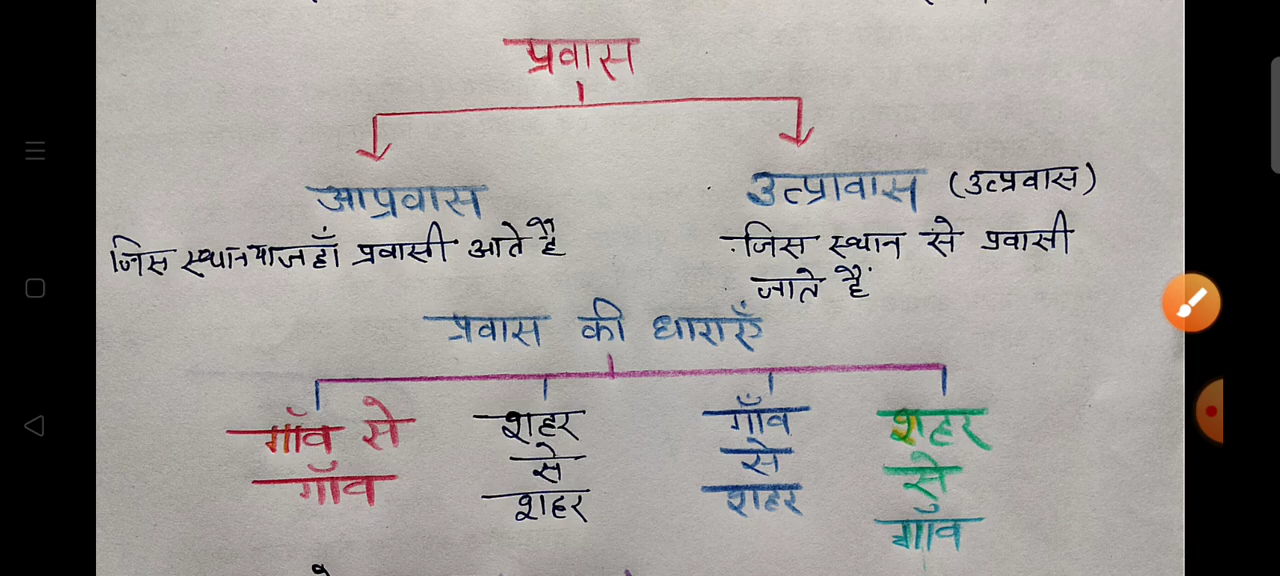 प्रवास
आप्रवास
उत्प्रावास (उत्प्रवास)
जिस स्थान या जहाँ प्रवासी आते है
जिस स्थान से प्रवासी
जाते हैं
प्रवास की धाराएँ
गाँव से
गाँव
शहर
से
शहर
गाँव
से
शहर
शहर
से
गाँव